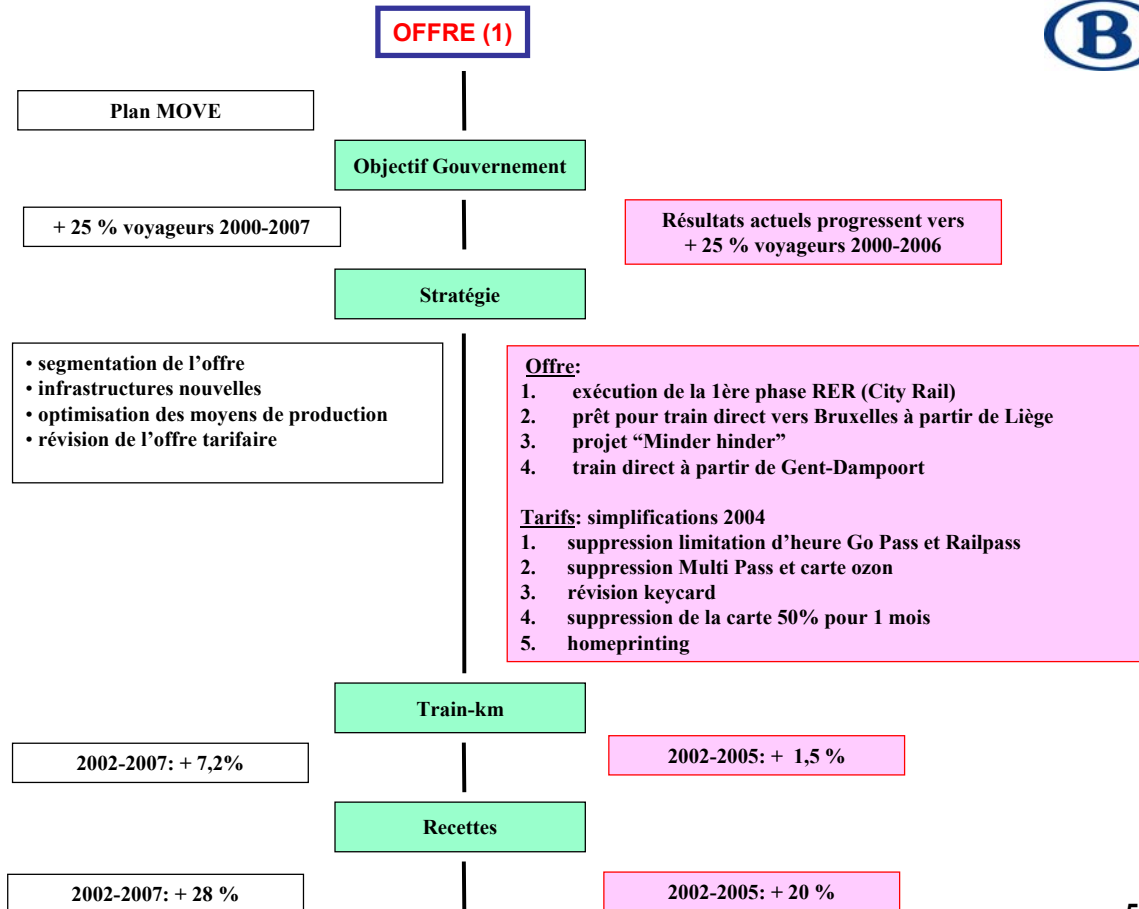 OFFRE (1)
B
Plan MOVE
Objectif Gouvernement
+ 25 % voyageurs 2000-2007
Résultats actuels progressent vers
+ 25 % voyageurs 2000-2006
Stratégie
• segmentation de l’offre
• infrastructures nouvelles
• optimisation des moyens de production
• révision de l’offre tarifaire
Offre:
1. exécution de la 1ère phase RER (City Rail)
2. prêt pour train direct vers Bruxelles à partir de Liège
3. projet “Minder hinder”
4. train direct à partir de Gent-Dampoort
Tarifs: simplifications 2004
1. suppression limitation d’heure Go Pass et Railpass
2. suppression Multi Pass et carte ozon
3. révision keycard
4. suppression de la carte 50% pour 1 mois
5. homeprinting
Train-km
2002-2007: + 7,2%
2002-2005: + 1,5 %
Recettes
2002-2007: + 28 %
2002-2005: + 20 %
5